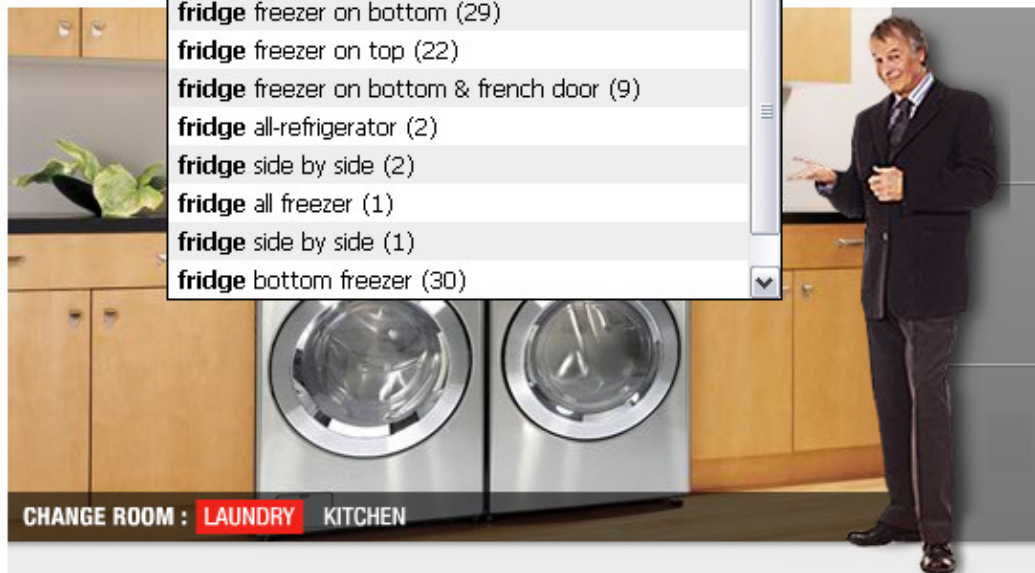 fridge freezer on bottom (29)
fridge freezer on top (22)
fridge freezer on bottom & french door (9)
fridge all-refrigerator (2)
fridge side by side (2)
fridge all freezer (1)
fridge side by side (1)
fridge bottom freezer (30)
CHANGE ROOM : LAUNDRY KITCHEN